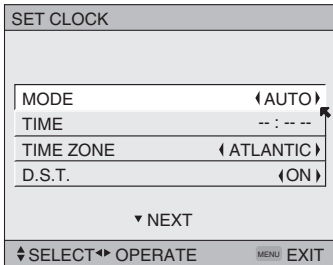 SET CLOCK
MODE AUTO
TIME -- : -- --
TIME ZONE ATLANTIC
D.S.T. ON
NEXT
SELECT OPERATE MENU EXIT